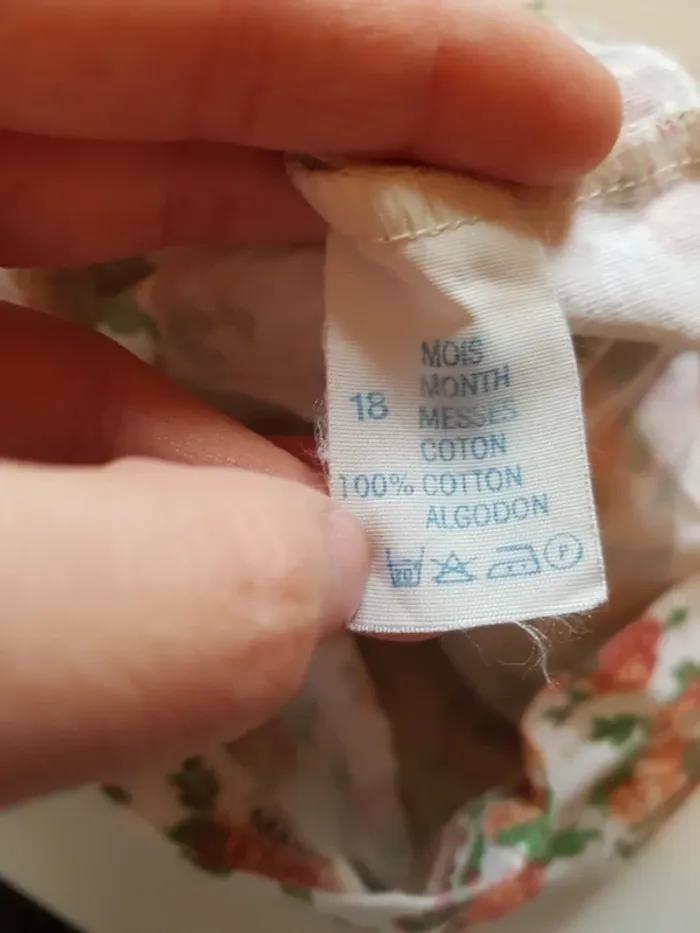 MOIS
MONTH
18 MESSES
COTON
100% COTTON
ALGODON
P